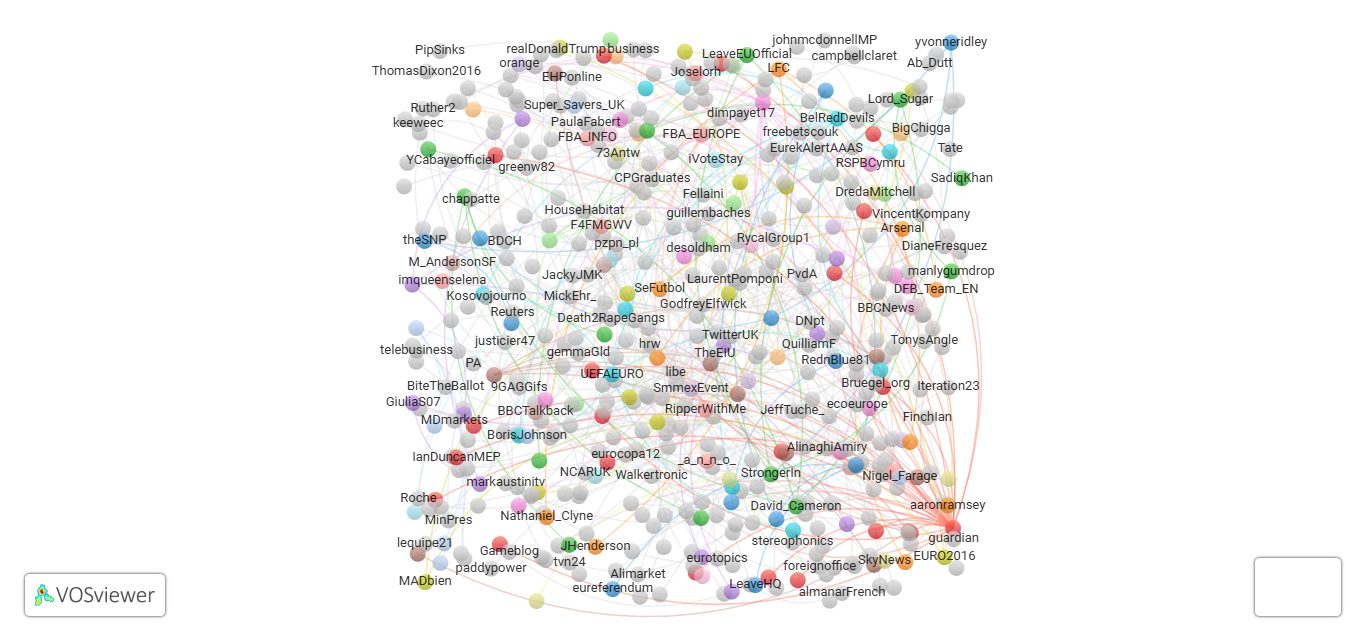 johnmcdonnellMP
yvonneridley
PipSinks
realDonaldTrump
business
LeaveEUOfficial
campbellclaret
orange
Ab_Dutt
ThomasDixon2016
EUPonline
Joselorh
LFC
Super_Savers_UK
Lord_Sugar
Ruther2
dimpayet17
BelRedDevils
keeweec
PaulaFabert
FBA_INFO
FBA_EUROPE
freebetscouk
BigChigga
73Antw
EurekAlertAAAS
Tate
YCabayeofficiel
iVoteStay
RSPBCymru
greenw82
CPGraduates
SadiqKhan
Fellaini
DredaMitchell
chappatte
HouseHabitat
guillembaches
VincentKompany
F4FMGWV
Arsenal
theSNP
BDCH
pzpn_pl
desoldham
RycalGroup1
DianeFresquez
M_AndersonSF
JackyJMK
PvdA
manlygumdrop
imqueenselena
LaurentPomponi
Kosovojourno
MickEhr_
SeFutbol
DFB_Team_EN
GodfreyElfwick
BBCNews
Reuters
Death2RapeGangs
DNpt
justicier47
TwitterUK
TonysAngle
telebusiness
gemmaGld
hrw
TheEIU
QuilliamF
PA
RednBlue81
UEFAEURO
libe
BiteTheBallot
9GAGGifs
SmmexEvent
Bruegel_org
Iteration23
GiuliaS07
BBCTalkback
RipperWithMe
JeffTuche_
ecoeurope
MDmarkets
FinchIan
BorisJohnson
IanDuncanMEP
eurocopa12
_a_n_n_o_
AlinaghiAmiry
markaustinitv
NCARUK
Walkertronic
StrongerIn
Nigel_Farage
Roche
David_Cameron
aaronramsey
MinPres
Nathaniel_Clyne
guardian
lequipe21
Gameblog
JHenderson
stereophonics
eurotopics
SkyNews
EURO2016
paddypower
tvn24
foreignoffice
MADbien
Alimarket
eureferendum
LeaveHQ
almanarFrench
VOSviewer